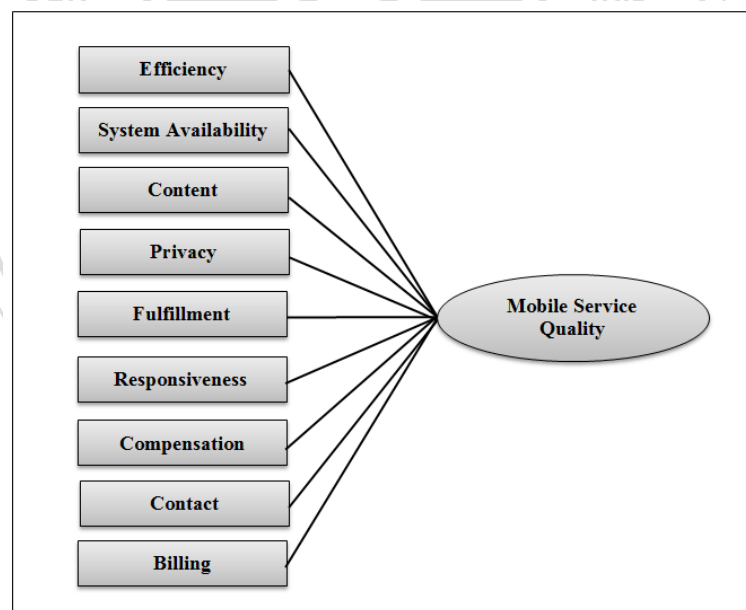 Efficiency
System Availability
Content
Privacy
Fulfillment
Responsiveness
Compensation
Contact
Billing
Mobile Service
Quality